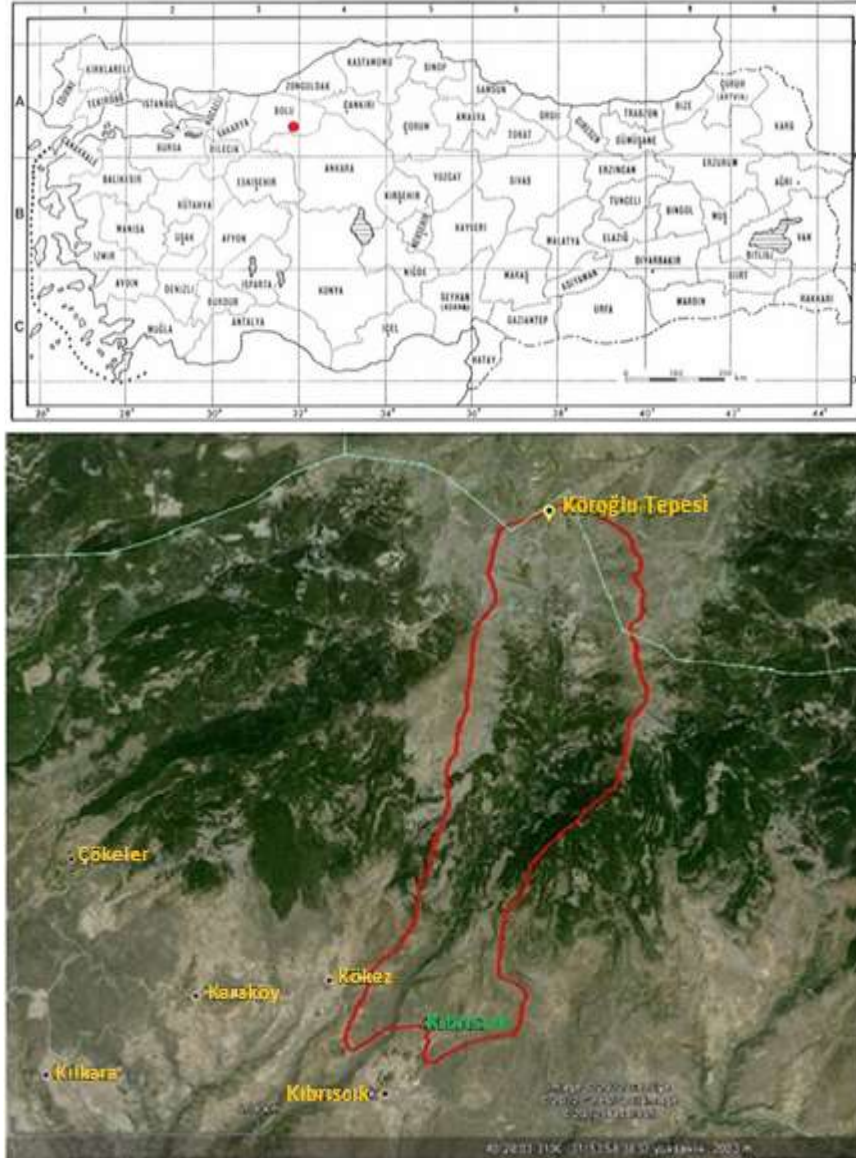 1 2 3 4 5 6 7 8 9
A
B
C
KIRKLARELİ
EDİRNE
TEKİRDAĞ
İSTANBUL
KOCAELİ
SAKARYA
BOLU
ZONGULDAK
KASTAMONU
SİNOP
ÇANKIRI
SAMSUN
ÇORUM
AMASYA
TOKAT
ORDU
GİRESUN
TRABZON
GÜMÜŞANE
RİZE
ÇORUH
(ARTVİN)
KARS
ÇANAKKALE
BURSA
BİLECİK
BALIKESİR
KÜTAHYA
ESKİŞEHİR
ANKARA
KIRŞEHİR
YOZGAT
SİVAS
ERZİNCAN
ERZURUM
AĞRI
TUNCELİ
BİNGÖL
MUŞ
MANİSA
UŞAK
AFYON
NEVŞEHİR
KAYSERİ
MALATYA
ELAZIĞ
DİYARBAKIR
BİTLİS
VAN
İZMİR
AYDIN
DENİZLİ
BURDUR
ISPARTA
KONYA
NİĞDE
SEYHAN
(ADANA)
MARAŞ
ADIYAMAN
SİİRT
HAKKARİ
MUĞLA
ANTALYA
İÇEL
GAZİANTEP
URFA
MARDİN
HATAY
26° 28° 30° 32° 34° 36° 38° 40° 42° 44°
Köroğlu Tepesi
Çökeler
Kökez
Karaköy
Kıbrıscık
Kılkara
Kıbrıscık